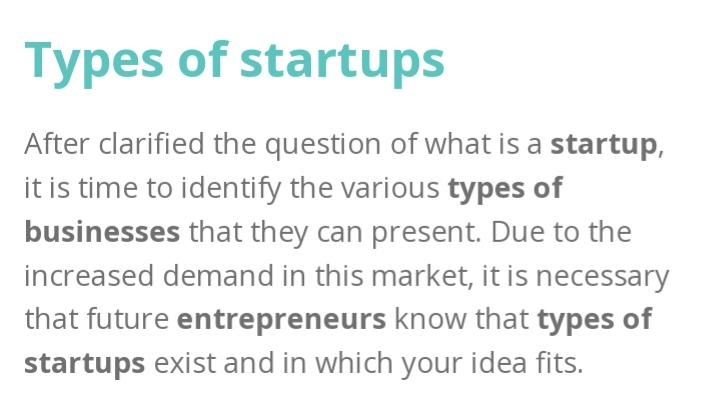 Types of startups
After clarified the question of what is a startup,
it is time to identify the various types of
businesses that they can present. Due to the
increased demand in this market, it is necessary
that future entrepreneurs know that types of
startups exist and in which your idea fits.